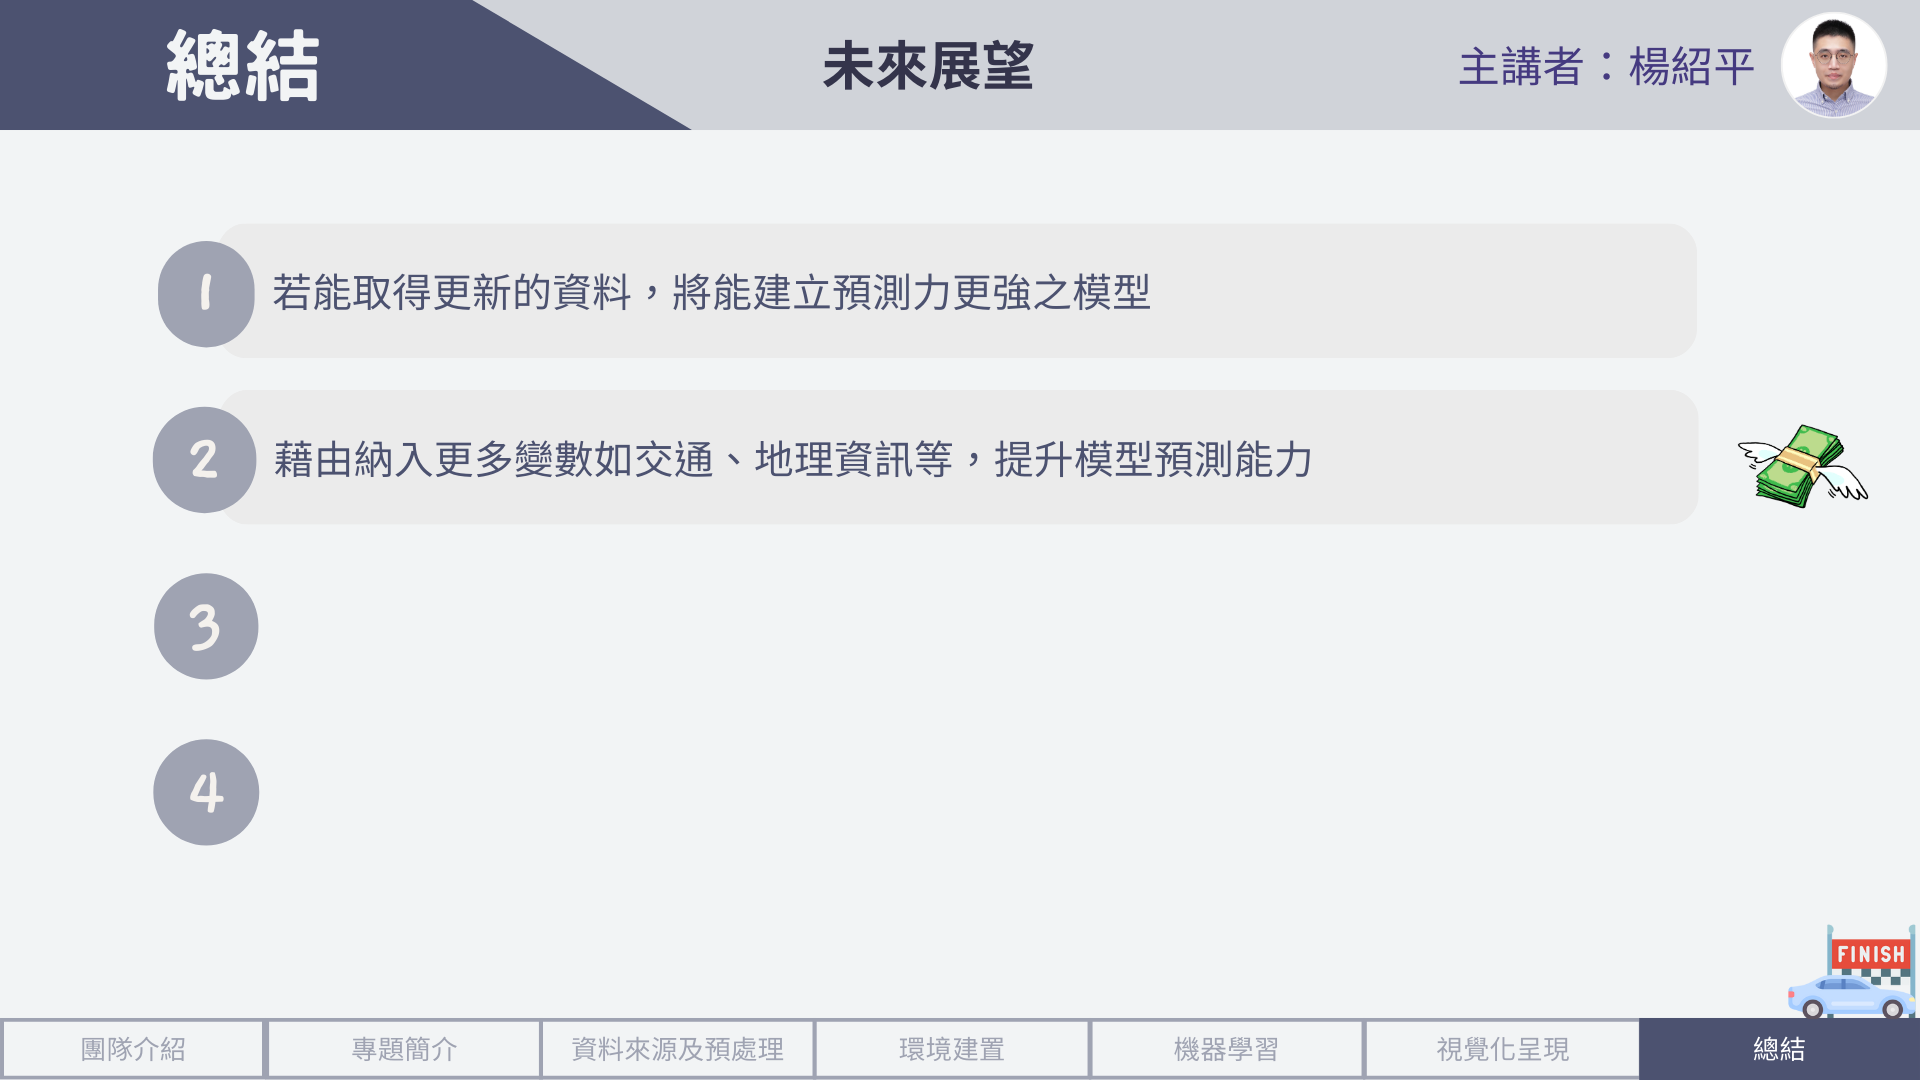 總結
未來展望
主講者：楊紹平
1
若能取得更新的資料，將能建立預測力更強之模型
2
藉由納入更多變數如交通、地理資訊等，提升模型預測能力
3
4
FINISH
團隊介紹
專題簡介
資料來源及預處理
環境建置
機器學習
視覺化呈現
總結